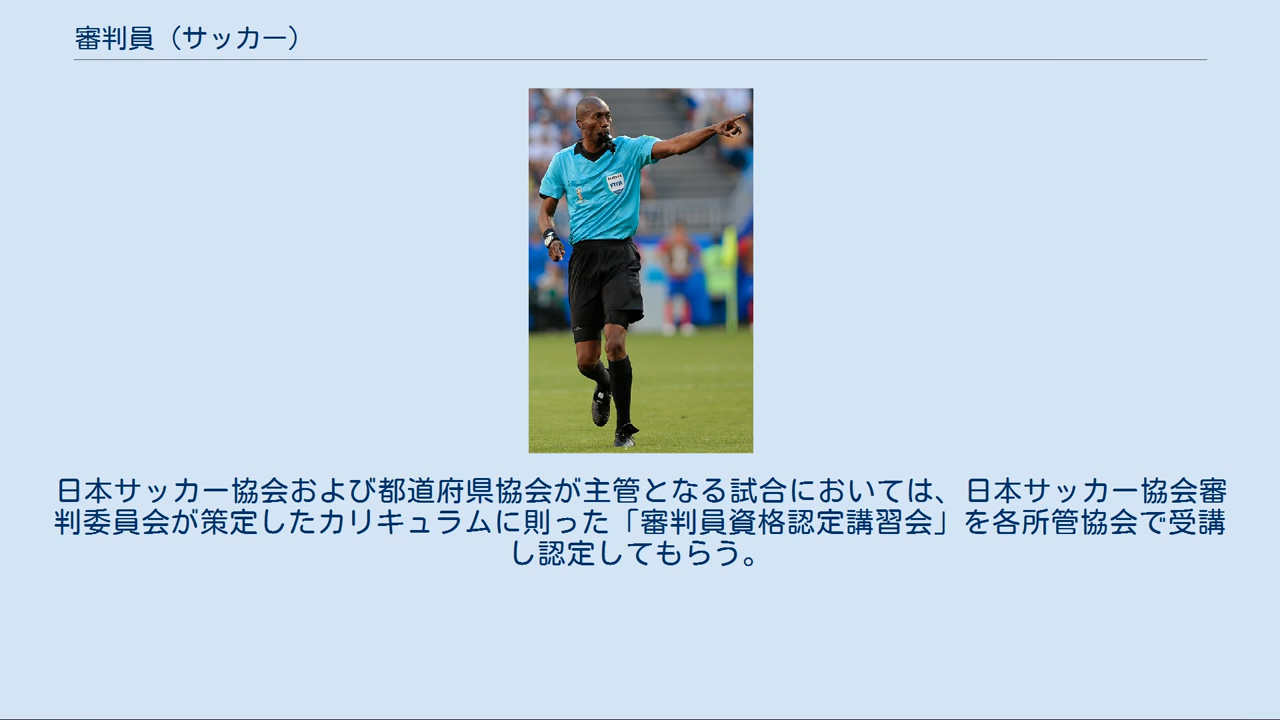 審判員（サッカー）
FIFA
日本サッカー協会および都道府県協会が主管となる試合においては、日本サッカー協会審
判委員会が策定したカリキュラムに則った「審判員資格認定講習会」を各所管協会で受講
し認定してもらう。